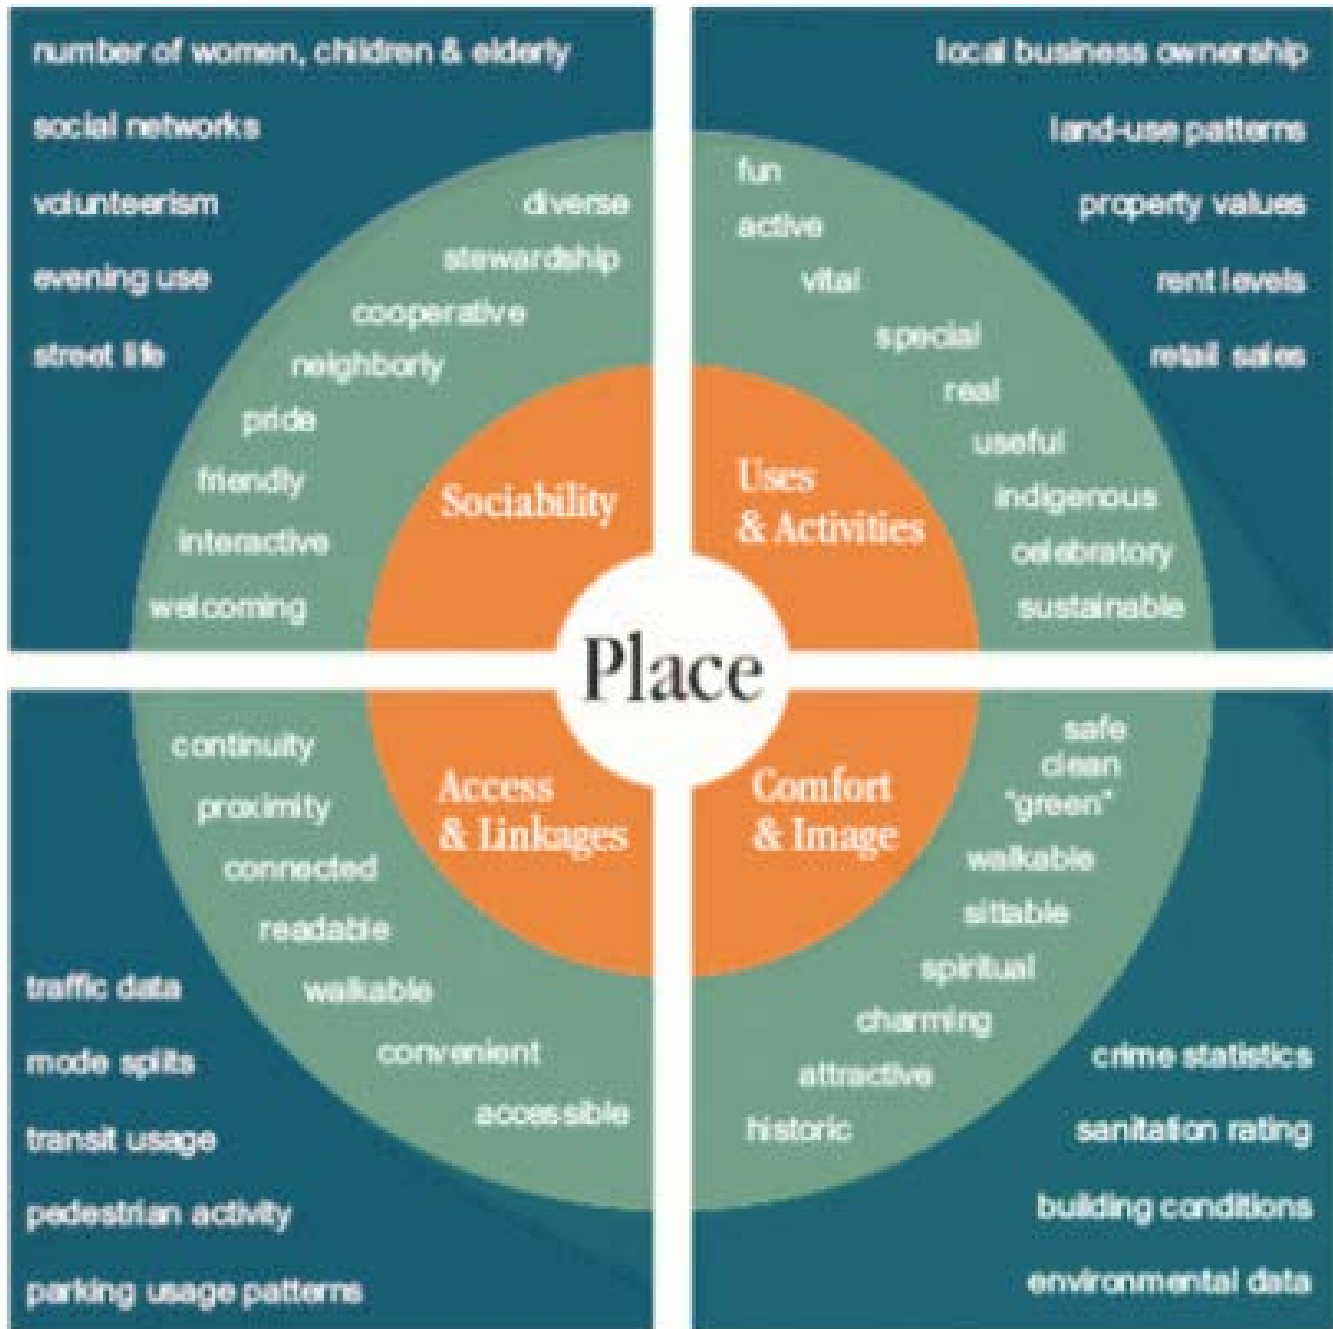 number of women, children & elderly
social networks
volunteerism
evening use
street life
diverse
stewardship
cooperative
neighborly
pride
friendly
interactive
welcoming
Sociability
local business ownership
land-use patterns
property values
rent levels
retail sales
fun
active
vital
special
real
useful
indigenous
celebratory
sustainable
Uses
& Activities
Place
continuity
proximity
connected
readable
walkable
convenient
accessible
Access
& Linkages
traffic data
mode splits
transit usage
pedestrian activity
parking usage patterns
Comfort
& Image
safe
clean
"green"
walkable
sittable
spiritual
charming
attractive
historic
crime statistics
sanitation rating
building conditions
environmental data